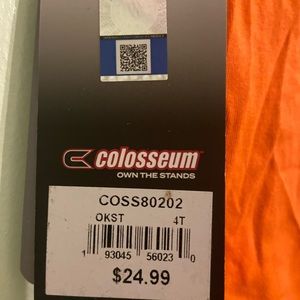 colosseum
OWN THE STANDS
COSS80202
OKST 4T
1 93045 56023 0
$24.99